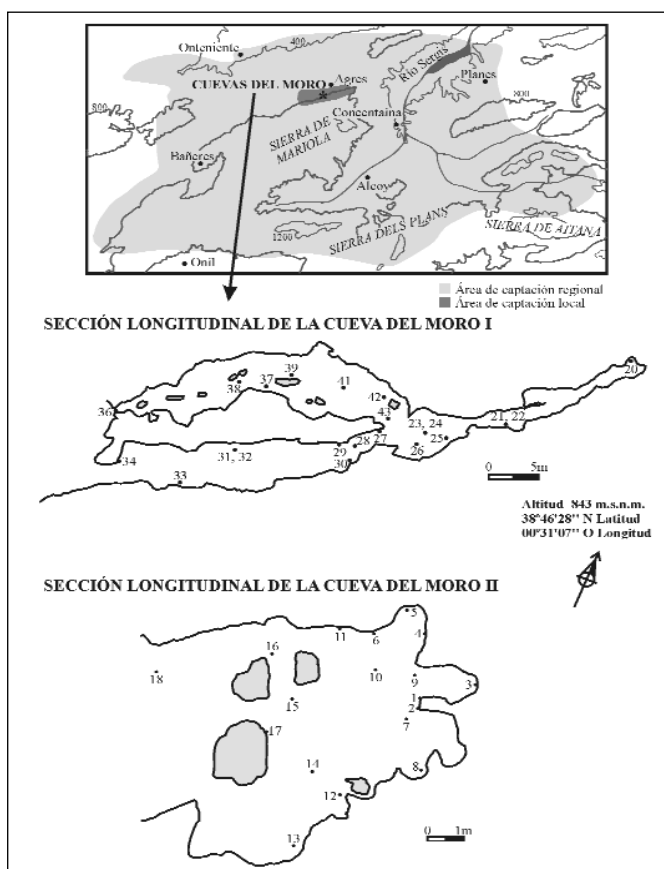 400
Onteniente
Río Serpis
Planes
Agres
CUEVAS DEL MORO
800
800
Concentaina
SIERRA DE
MARIOLA
Bañeres
Alcoy
1200
SIERRA DELS PLANS
SIERRA DE AITANA
Onil
Área de captación regional
Área de captación local
SECCIÓN LONGITUDINAL DE LA CUEVA DEL MORO I
39
20
38
37
41
42
36
43
23, 24
21, 22
27
25
26
28
29
31, 32
30
34
33
0 5m
Altitud 843 m.s.n.m.
38º46'28'' N Latitud
00º31'07'' O Longitud
SECCIÓN LONGITUDINAL DE LA CUEVA DEL MORO II
5
11
6
4
16
18
10
9
3
1
15
2
7
17
14
8
12
13
0 1m